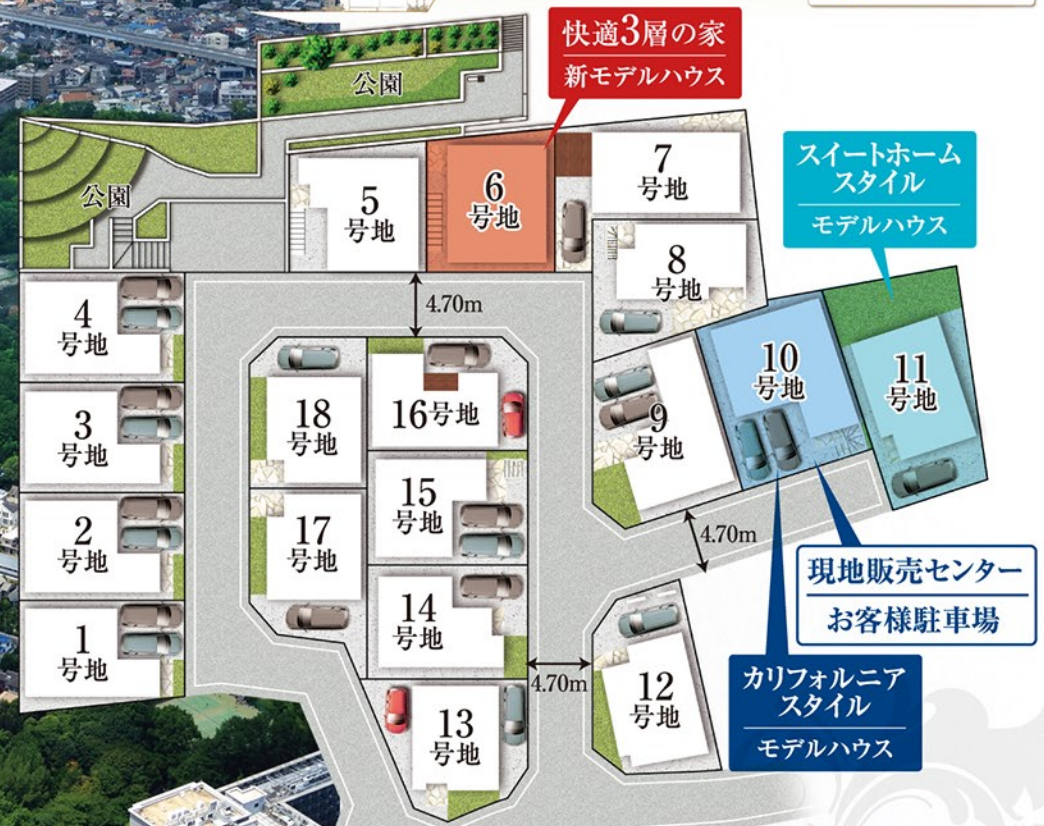 公園
公園
快適3層の家
新モデルハウス
スイートホーム
スタイル
モデルハウス
5
号地
6
号地
7
号地
8
号地
4.70m
4
号地
3
号地
2
号地
1
号地
18
号地
16号地
15
号地
17
号地
14
号地
13
号地
9
号地
10
号地
11
号地
4.70m
4.70m
12
号地
現地販売センター
お客様駐車場
カリフォルニア
スタイル
モデルハウス